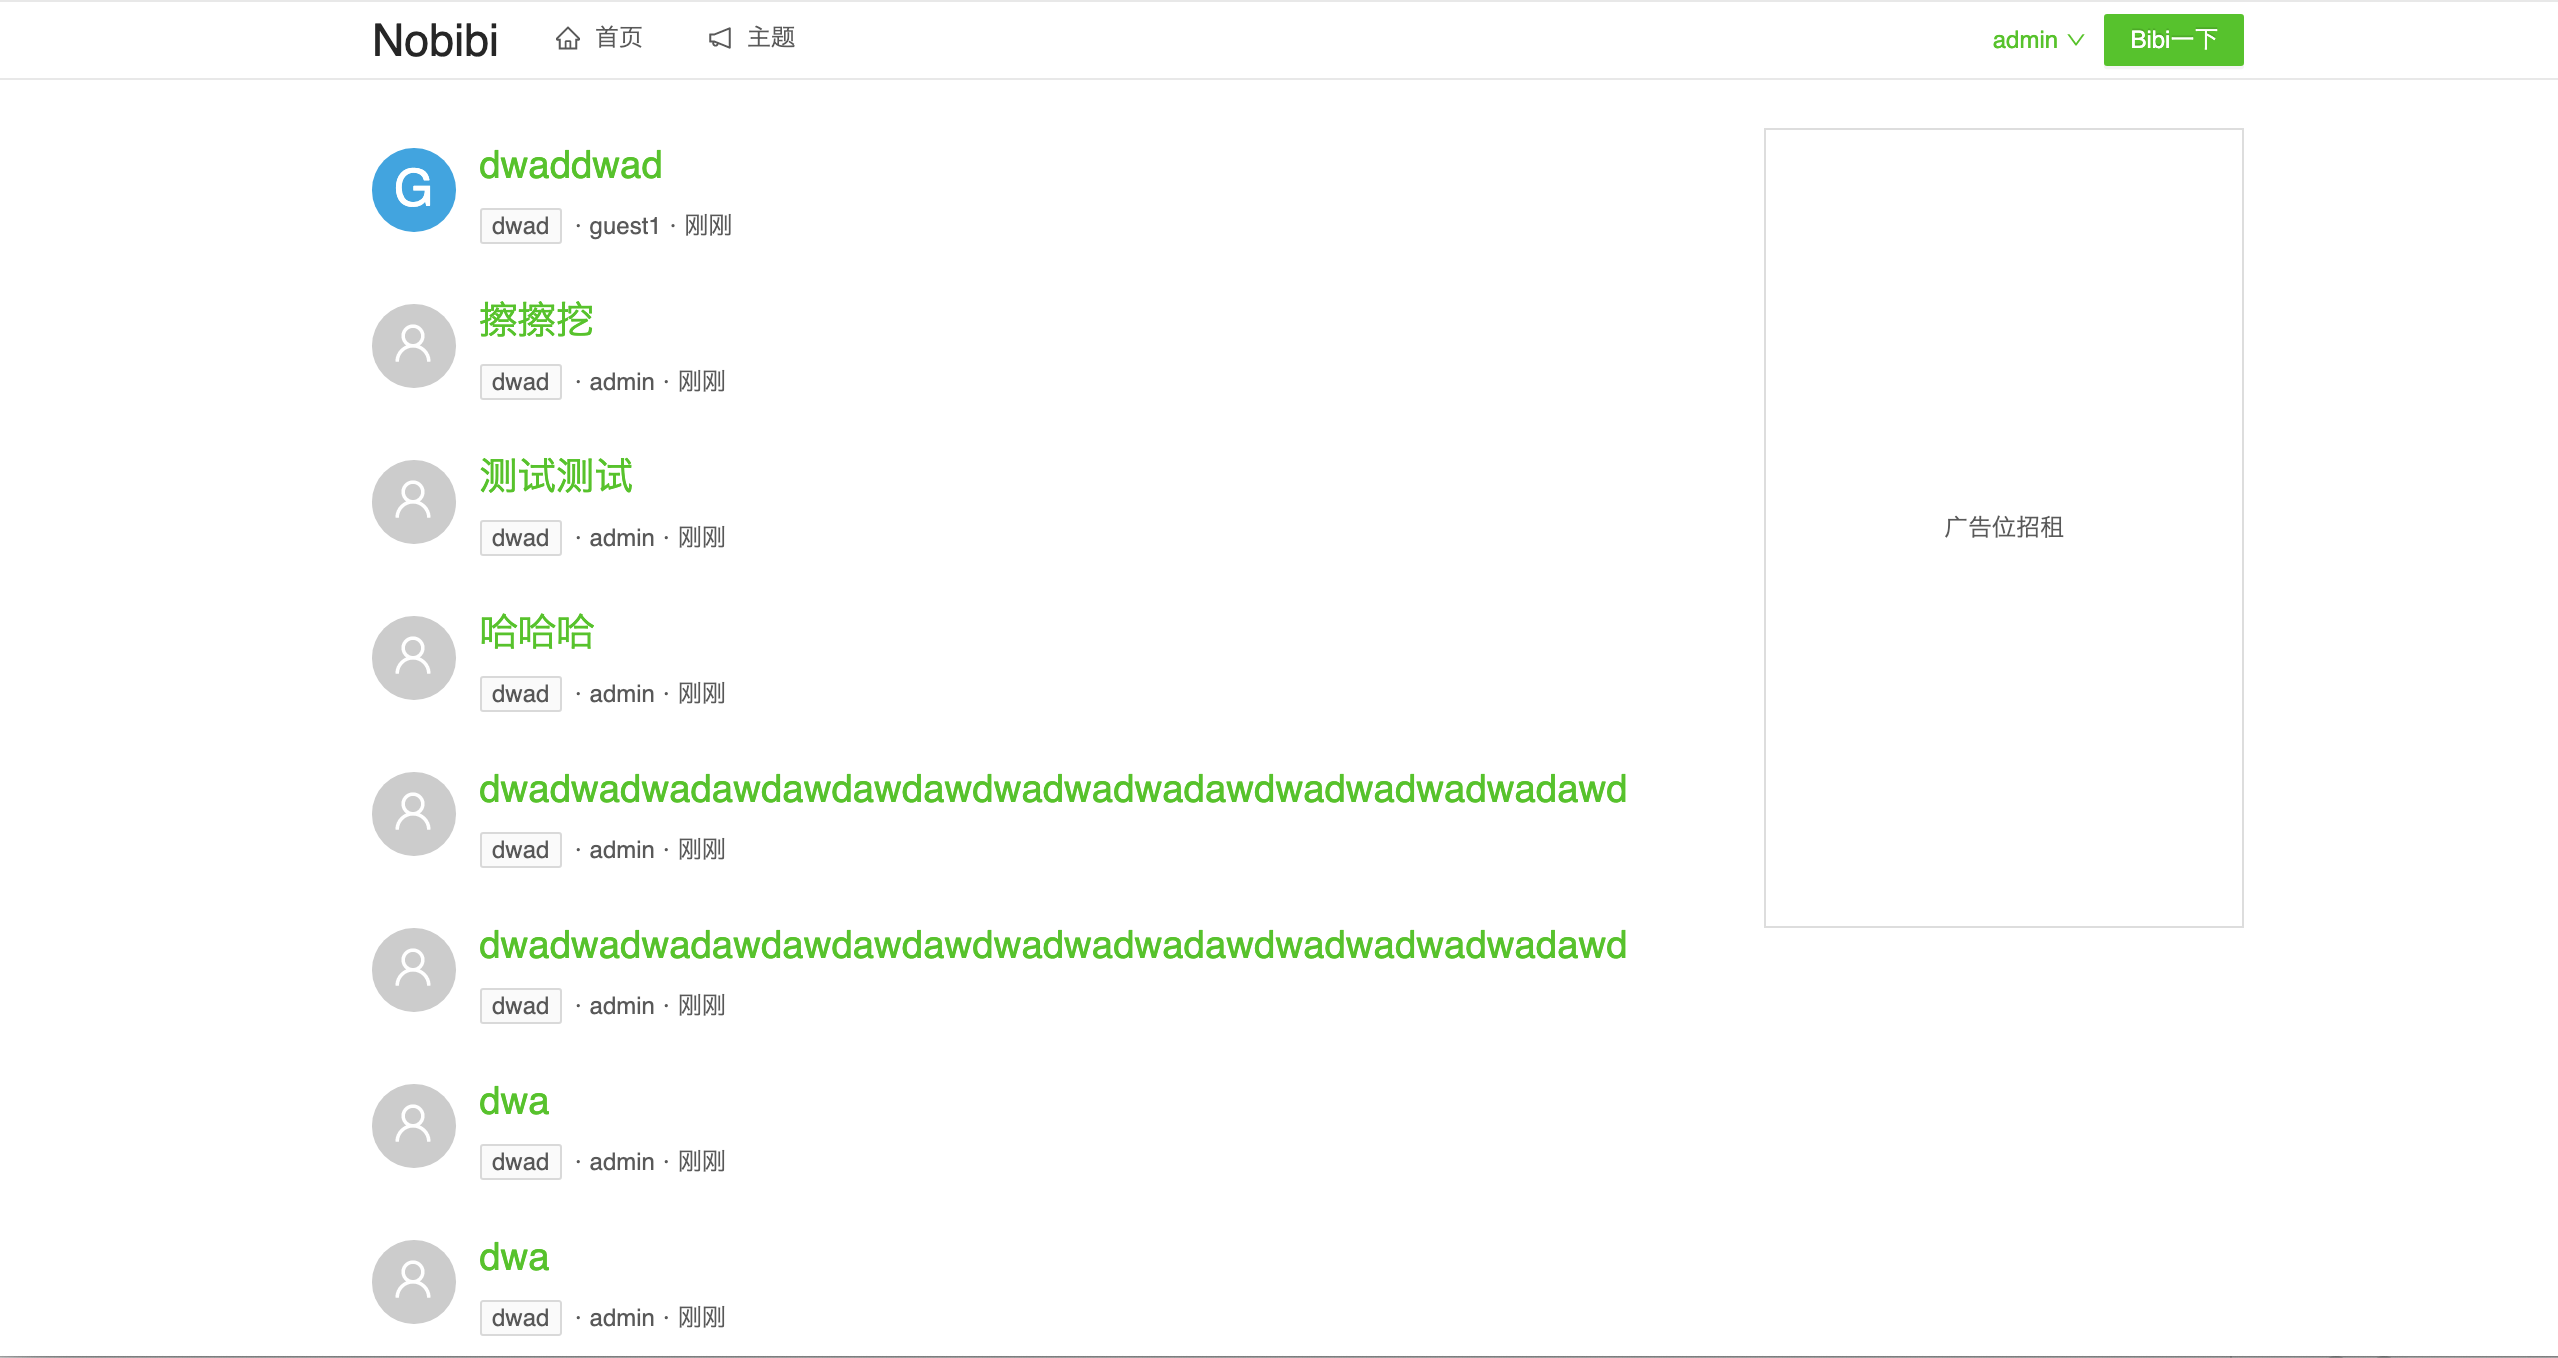 Nobibi 首页 主题 admin Bibi一下
G
dwaddwad
dwad · guest1 · 刚刚
擦擦挖
dwad · admin · 刚刚
测试测试
dwad · admin · 刚刚
广告位招租
哈哈哈
dwad · admin · 刚刚
dwadwadwadawdawdawdawdwadwadwadawdwadwadwadwadawd
dwad · admin · 刚刚
dwadwadwadawdawdawdawdwadwadwadawdwadwadwadwadawd
dwad · admin · 刚刚
dwa
dwad · admin · 刚刚
dwa
dwad · admin · 刚刚